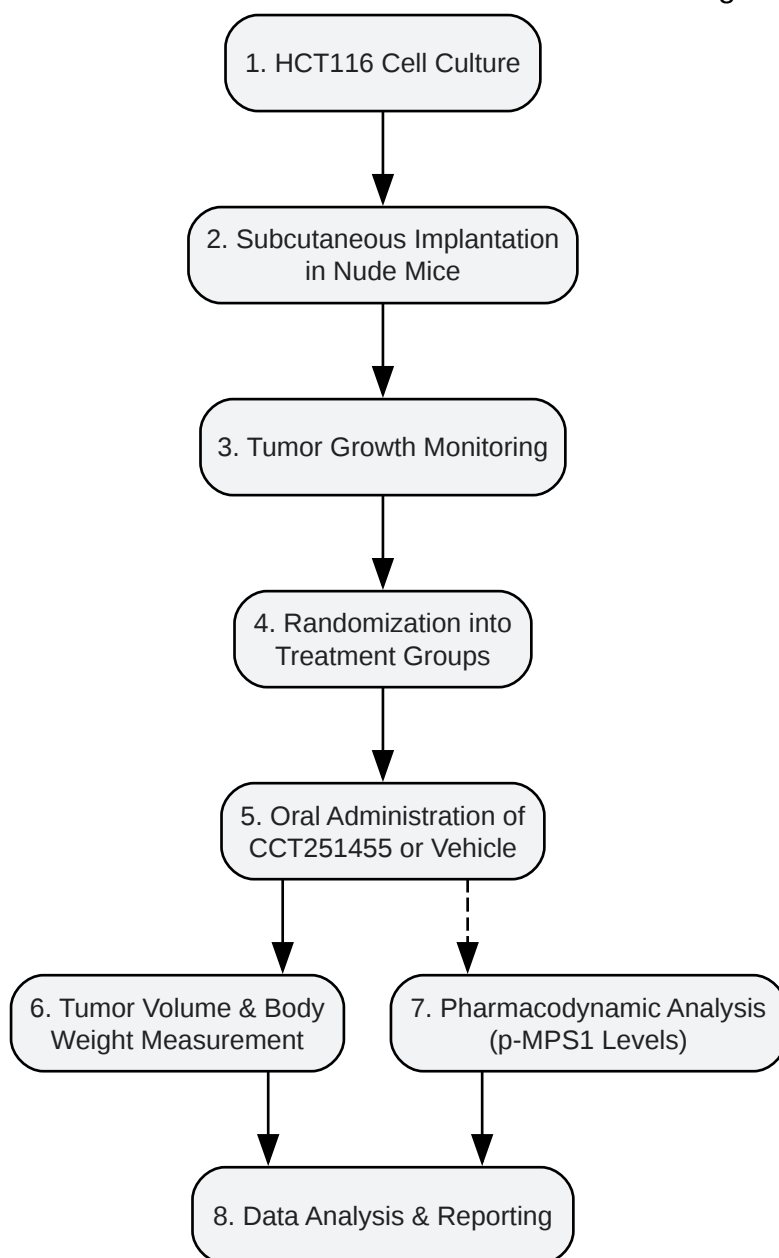 1. HCT116 Cell Culture
2. Subcutaneous Implantation
in Nude Mice
3. Tumor Growth Monitoring
4. Randomization into
Treatment Groups
5. Oral Administration of
CCT251455 or Vehicle
6. Tumor Volume & Body
Weight Measurement
7. Pharmacodynamic Analysis
(p-MPS1 Levels)
8. Data Analysis & Reporting